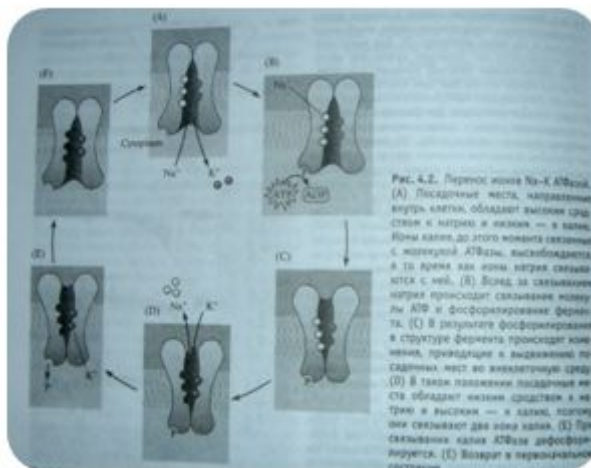 (A)
(F)
(B)
Na⁺
Cytoplasm
Na⁺ K⁺
АТР ADP
(E)
(C)
(D)
Na⁺ K⁺
K⁺
P
P
P
Рис. 4.2. Перенос ионов Na–K АТФазой.
(А) Посадочные места, направленные
внутрь клетки, обладают высоким срод-
ством к натрию и низким — к калию.
Ионы калия, до этого момента связанные
с молекулой АТФазы, высвобождаются,
в то время как ионы натрия связыва-
ются с ней. (В) Вслед за связыванием
натрия происходит связывание молеку-
лы АТФ и фосфорилирование фермен-
та. (С) В результате фосфорилирования
в структуре фермента происходят изме-
нения, приводящие к выдвижению по-
садочных мест во внеклеточную среду.
(D) В таком положении посадочные ме-
ста обладают низким сродством к на-
трию и высоким — к калию, поэтому
они связывают два иона калия. (Е) При
связывании калия АТФаза дефосфори-
лируется. (Е) Возврат в первоначальное